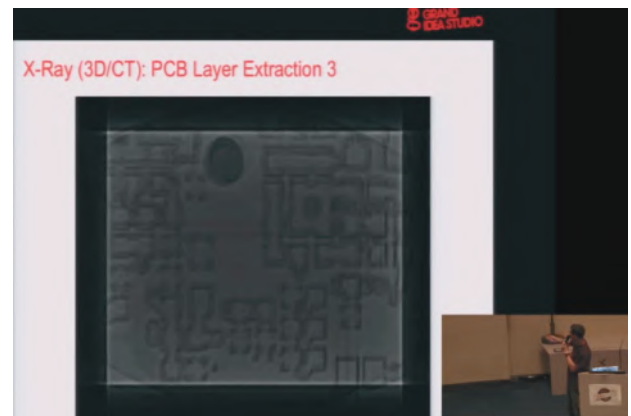 GRAND
IDEA STUDIO
X-Ray (3D/CT): PCB Layer Extraction 3